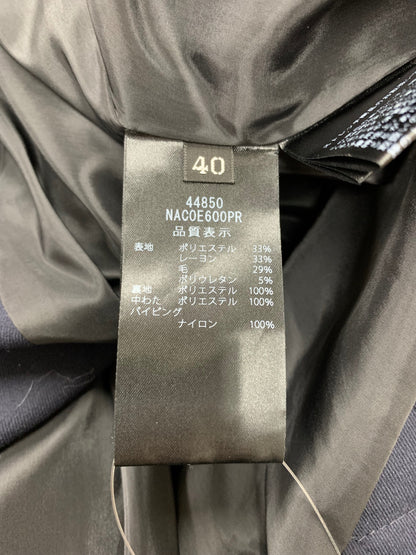 40
44850
NACOE600PR
品質表示
表地 ポリエステル 33%
レーヨン 33%
毛 29%
ポリウレタン 5%
裏地 ポリエステル 100%
中わた ポリエステル 100%
パイピング
ナイロン 100%